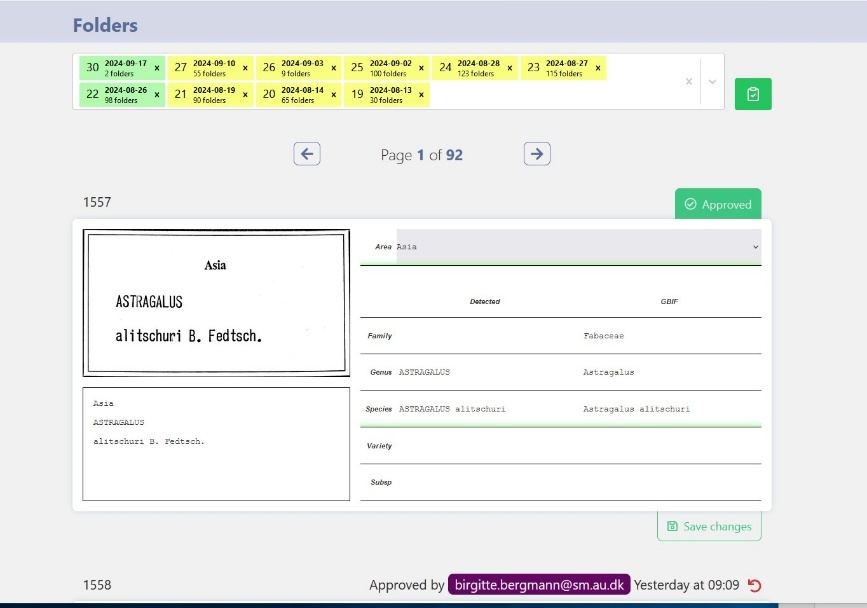 Folders
30 2024-09-17 2 folders x
27 2024-09-10 55 folders x
26 2024-09-03 9 folders x
25 2024-09-02 100 folders x
24 2024-08-28 123 folders x
23 2024-08-27 115 folders x
22 2024-08-26 98 folders x
21 2024-08-19 90 folders x
20 2024-08-14 65 folders x
19 2024-08-13 30 folders x
Page 1 of 92
1557
Approved
Asia
ASTRAGALUS
alitschuri B. Fedtsch.
Asia
ASTRAGALUS
alitschuri B. Fedtsch.
Area Asia
Detected GBIF
Family Fabaceae
Genus ASTRAGALUS Astragalus
Species ASTRAGALUS alitschuri Astragalus alitschuri
Variety
Subsp
Save changes
1558
Approved by birgitte.bergmann@sm.au.dk Yesterday at 09:09